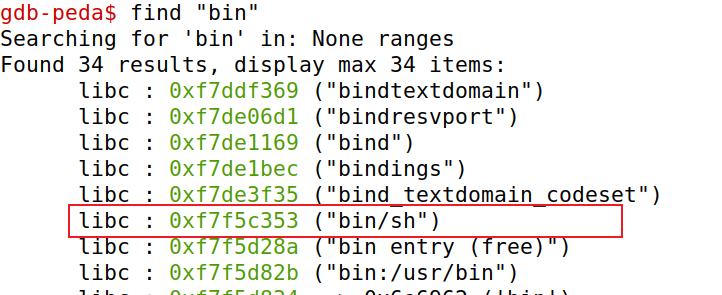 gdb-peda$ find "bin"
Searching for 'bin' in: None ranges
Found 34 results, display max 34 items:
libc : 0xf7ddf369 ("bindtextdomain")
libc : 0xf7de06d1 ("bindresvport")
libc : 0xf7de1169 ("bind")
libc : 0xf7de1bec ("bindings")
libc : 0xf7de3f35 ("bind_textdomain_codeset")
libc : 0xf7f5c353 ("bin/sh")
libc : 0xf7f5d28a ("bin entry (free)")
libc : 0xf7f5d82b ("bin:/usr/bin")